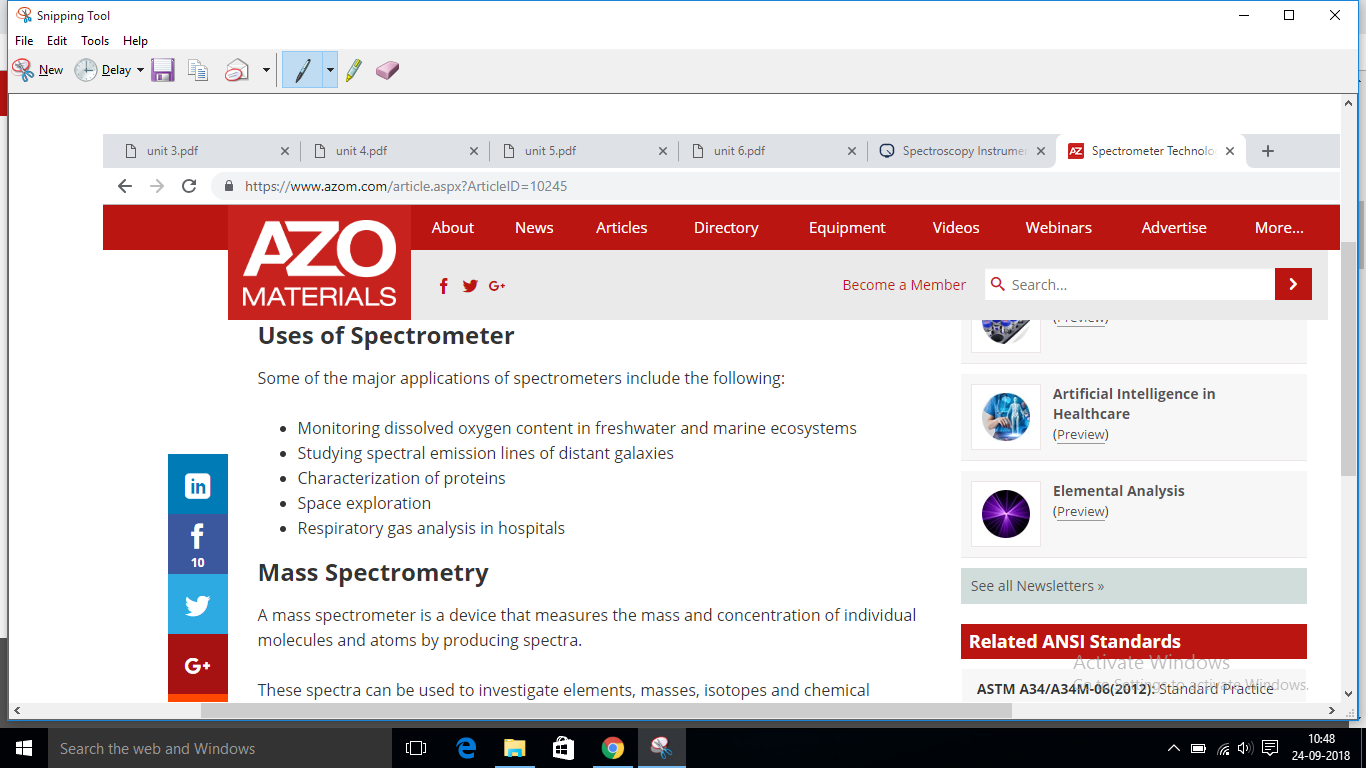 Snipping Tool
File Edit Tools Help
New Delay
unit 3.pdf unit 4.pdf unit 5.pdf unit 6.pdf Spectroscopy Instrumen Spectrometer Technolo
https://www.azom.com/article.aspx?ArticleID=10245
AZO
MATERIALS
About News Articles Directory Equipment Videos Webinars Advertise More...
Become a Member Search...
Uses of Spectrometer
Some of the major applications of spectrometers include the following:
• Monitoring dissolved oxygen content in freshwater and marine ecosystems
• Studying spectral emission lines of distant galaxies
• Characterization of proteins
• Space exploration
• Respiratory gas analysis in hospitals
Mass Spectrometry
A mass spectrometer is a device that measures the mass and concentration of individual
molecules and atoms by producing spectra.
These spectra can be used to investigate elements, masses, isotopes and chemical
in
f
10
G+
(Preview)
Artificial Intelligence in
Healthcare
(Preview)
Elemental Analysis
(Preview)
See all Newsletters »
Related ANSI Standards
ASTM A34/A34M-06(2012): Standard Practice
Activate Windows
Go to Settings to activate Windows.
Search the web and Windows
10:48
24-09-2018